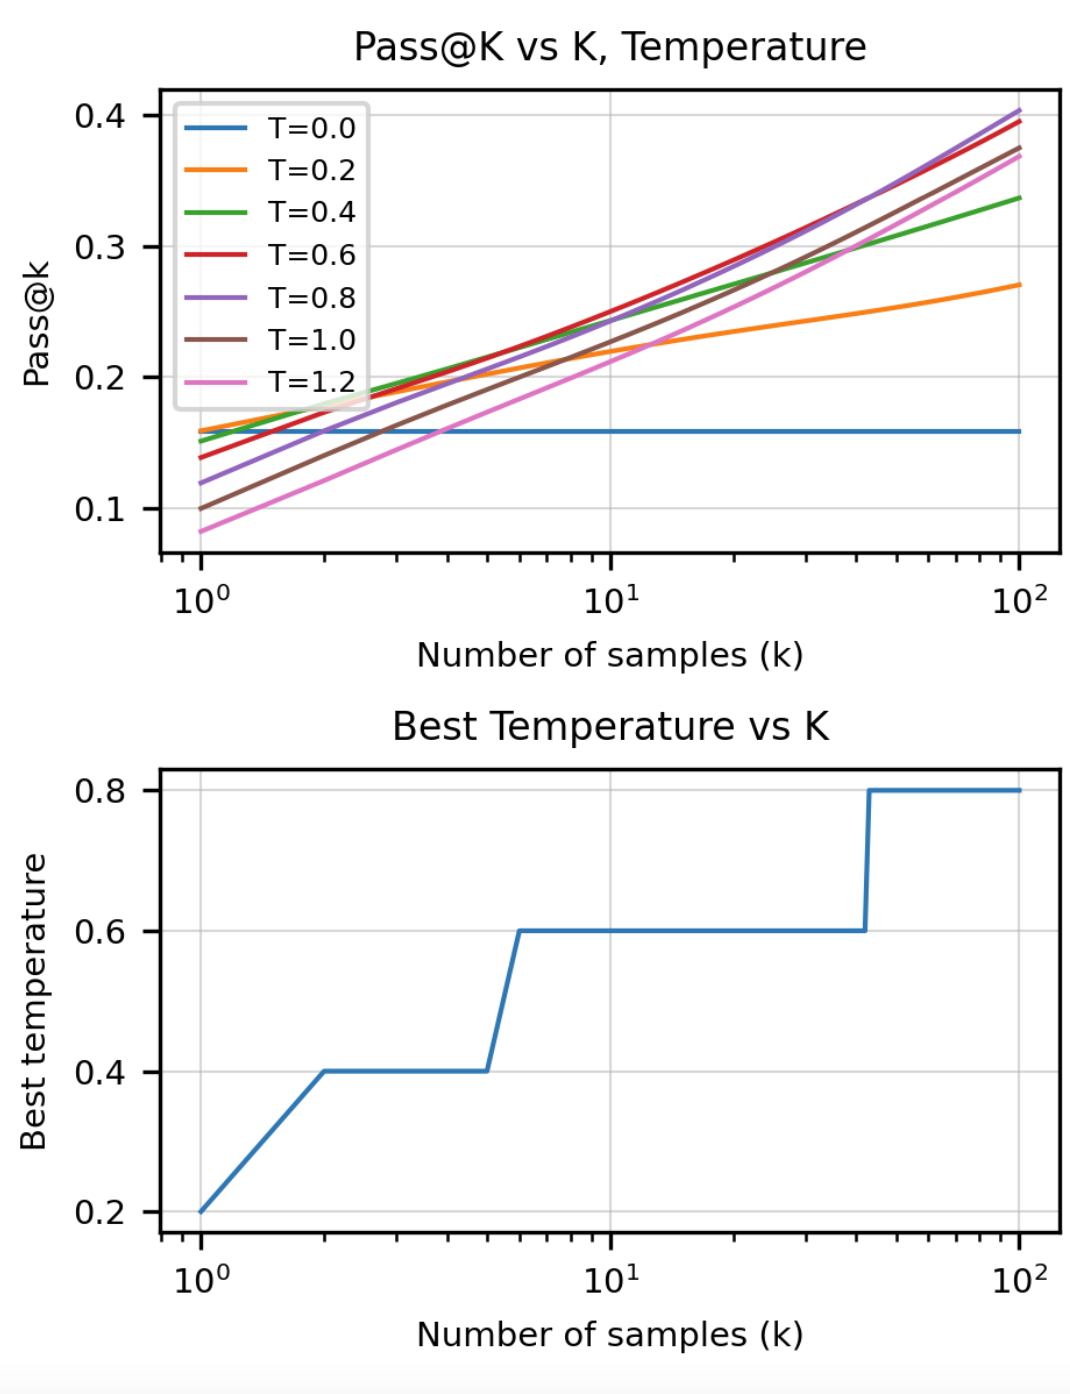 Pass@K vs K, Temperature
Pass@k
0.4
0.3
0.2
0.1
T=0.0
T=0.2
T=0.4
T=0.6
T=0.8
T=1.0
T=1.2
10⁰ 10¹ 10²
Number of samples (k)
Best Temperature vs K
Best temperature
0.8
0.6
0.4
0.2
10⁰ 10¹ 10²
Number of samples (k)